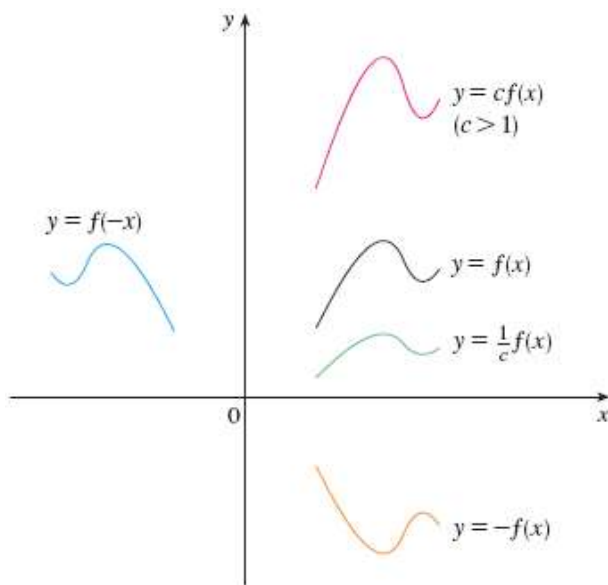 y
y = cf(x)
(c > 1)
y = f(−x)
y = f(x)
y = 1/c f(x)
0
x
y = −f(x)